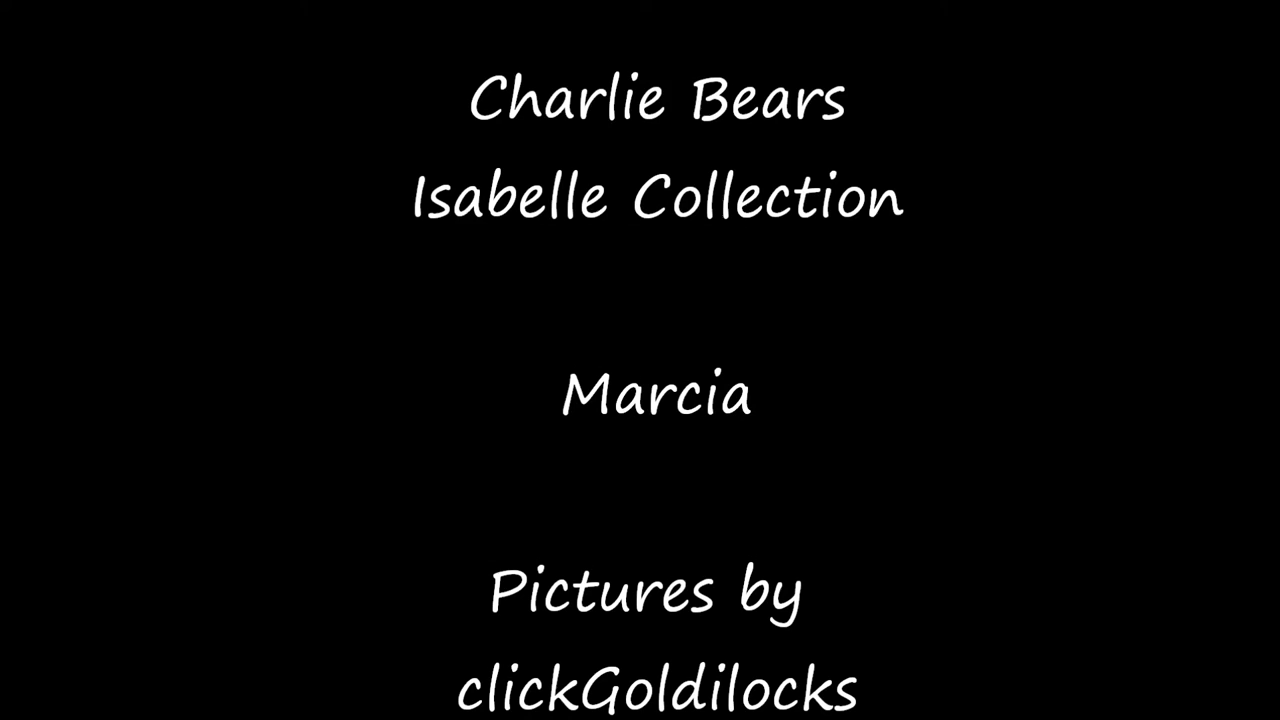 Charlie Bears
Isabelle Collection
Marcia
Pictures by
clickGoldilocks